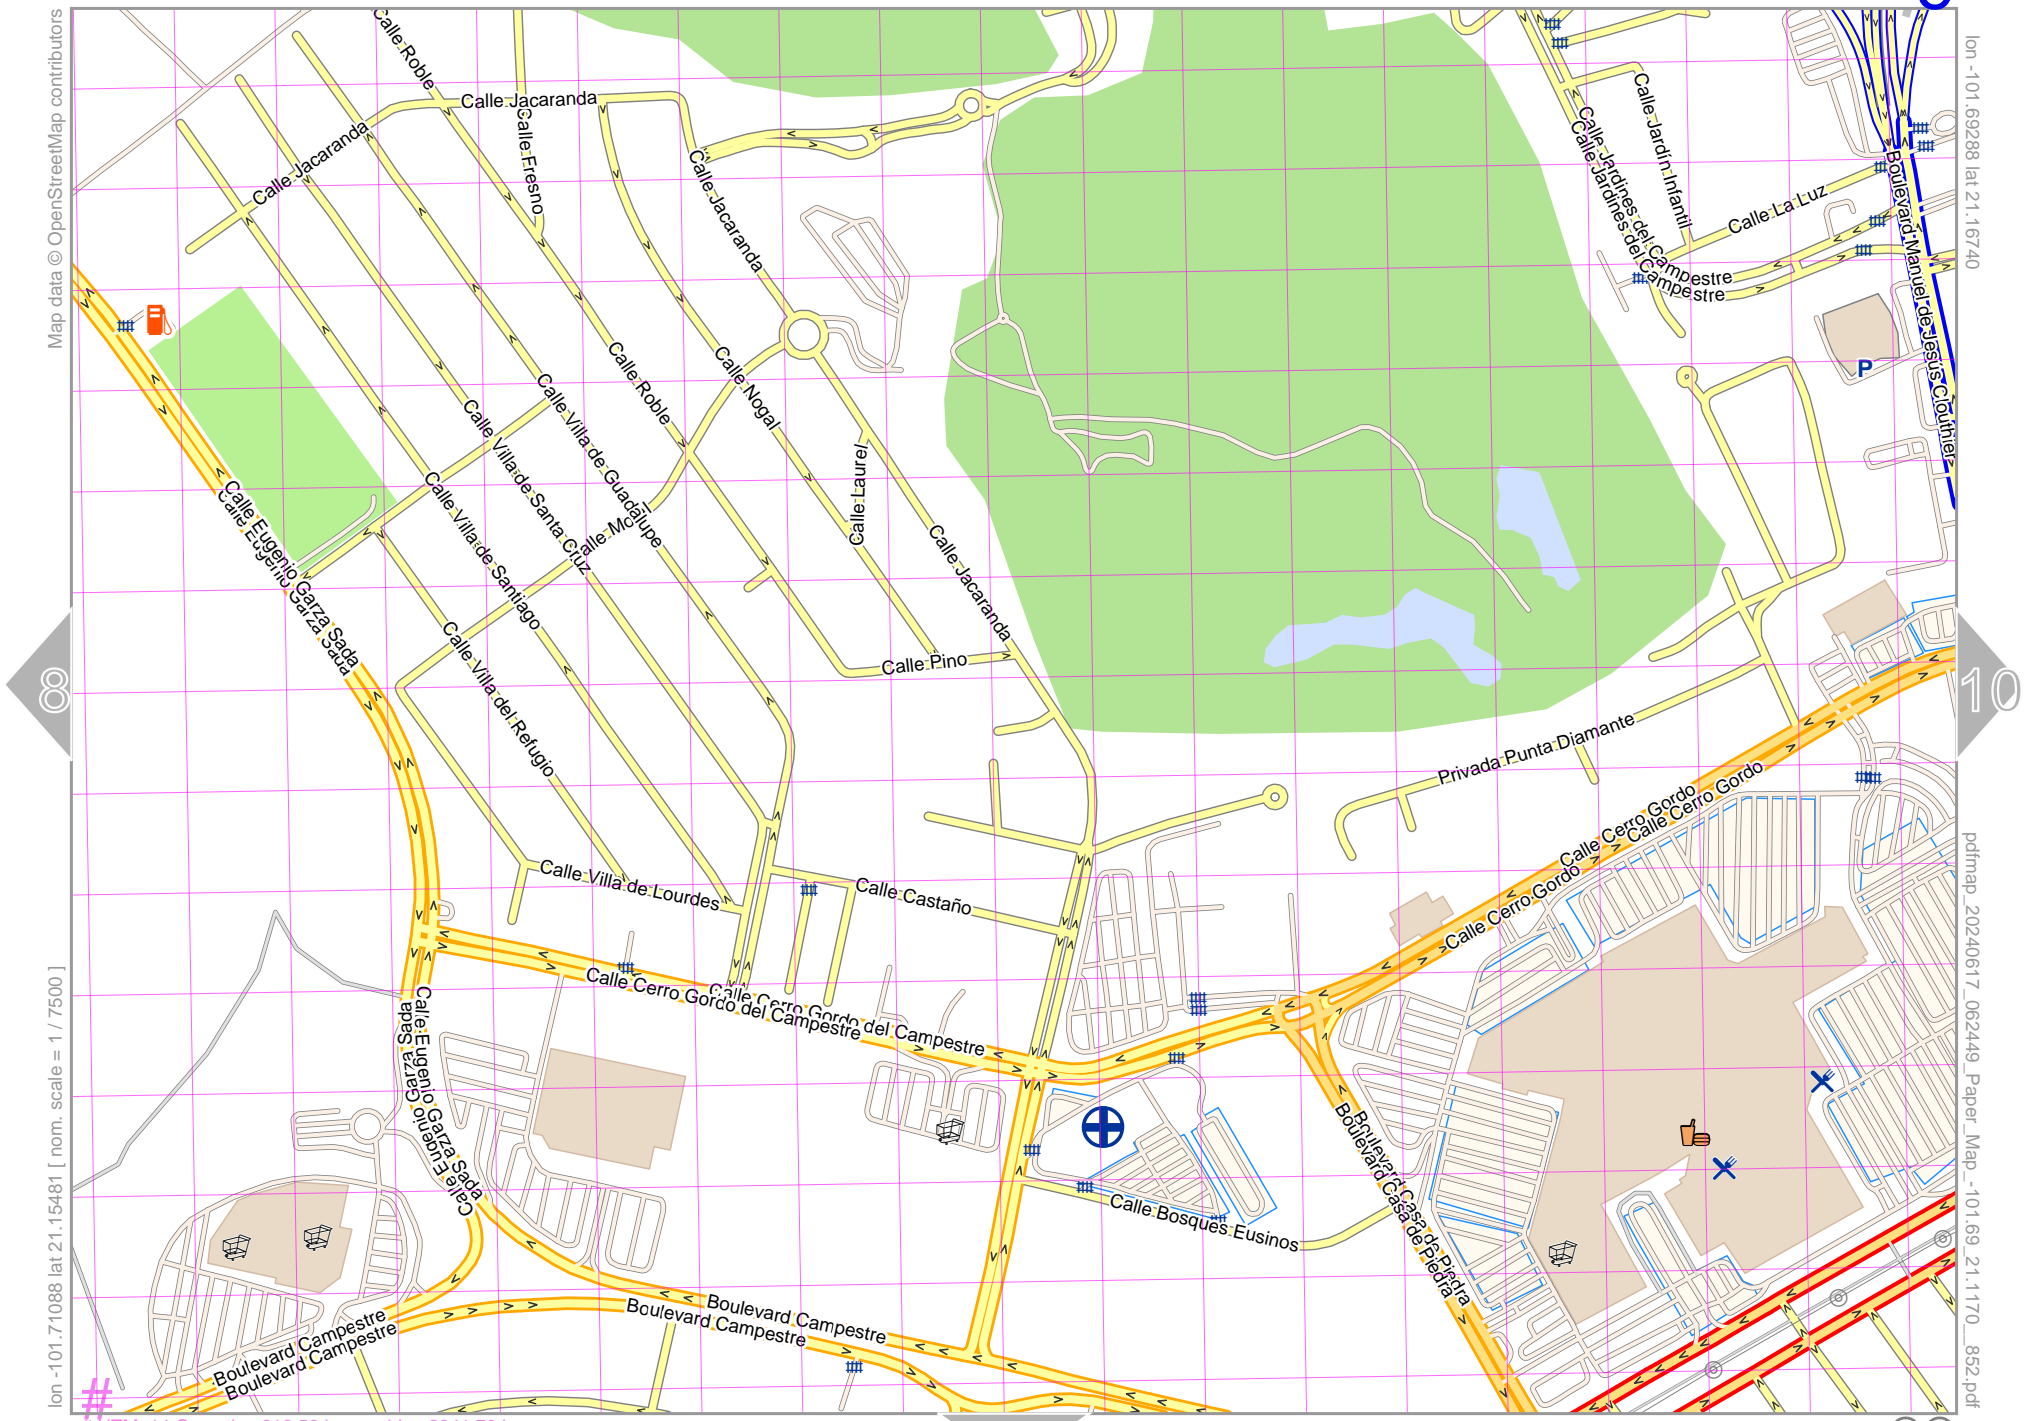 Map data © OpenStreetMap contributors
lon -101.69288 lat 21.16740
lon -101.71088 lat 21.15481 [ nom. scale = 1 / 7500 ]
pdfmap_20240617_062449_Paper_Map_-101.69_21.1170__852.pdf
8
10
Calle Roble
Calle Jacaranda
Calle Jacaranda
Calle Fresno
Calle Jacaranda
Calle Jardín Infantil
Calle Jardines del Campestre
Calle Jardines del Campestre
Calle La Luz
Boulevard Manuel de Jesús Clouthier
P
Calle Roble
Calle Nogal
Calle Villa de Guadalupe
Calle Villa de Santa Cruz
Calle Villa de Santiago
Calle Laurel
Calle Jacaranda
Calle Eugenio Garza Sada
Calle Eugenio Garza Sada
Calle Villa del Refugio
Calle Pino
Privada Punta Diamante
Calle Cerro Gordo
Calle Cerro Gordo
Calle Cerro Gordo
Calle Villa de Lourdes
Calle Castaño
Calle Cerro Gordo del Campestre
Calle Cerro Gordo del Campestre
Calle Eugenio Garza Sada
Calle Eugenio Garza Sada
Boulevard Casa de Piedra
Boulevard Casa de Piedra
Calle Bosques Eusinos
Boulevard Campestre
Boulevard Campestre
Boulevard Campestre
Boulevard Campestre
#